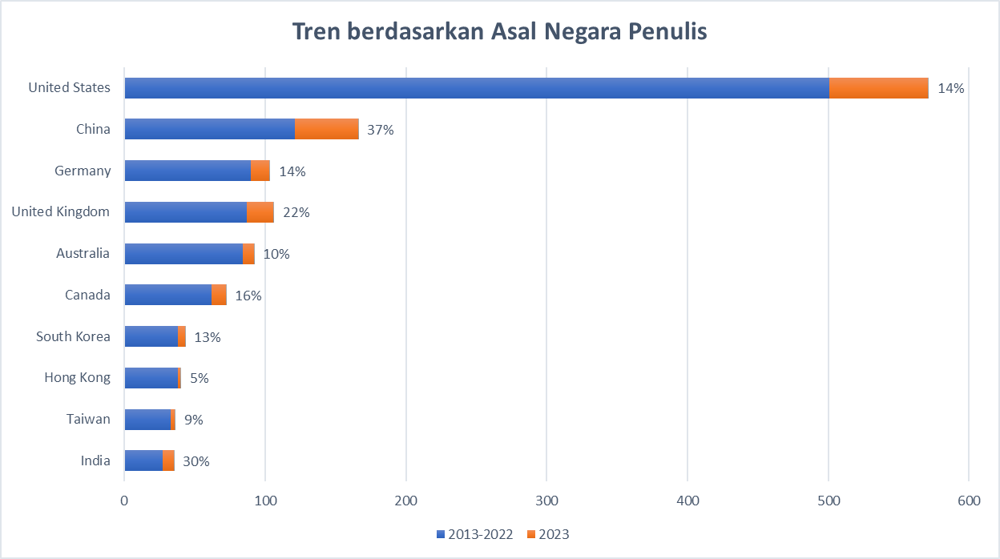 Tren berdasarkan Asal Negara Penulis
United States 14%
China 37%
Germany 14%
United Kingdom 22%
Australia 10%
Canada 16%
South Korea 13%
Hong Kong 5%
Taiwan 9%
India 30%
0 100 200 300 400 500 600
2013-2022 2023